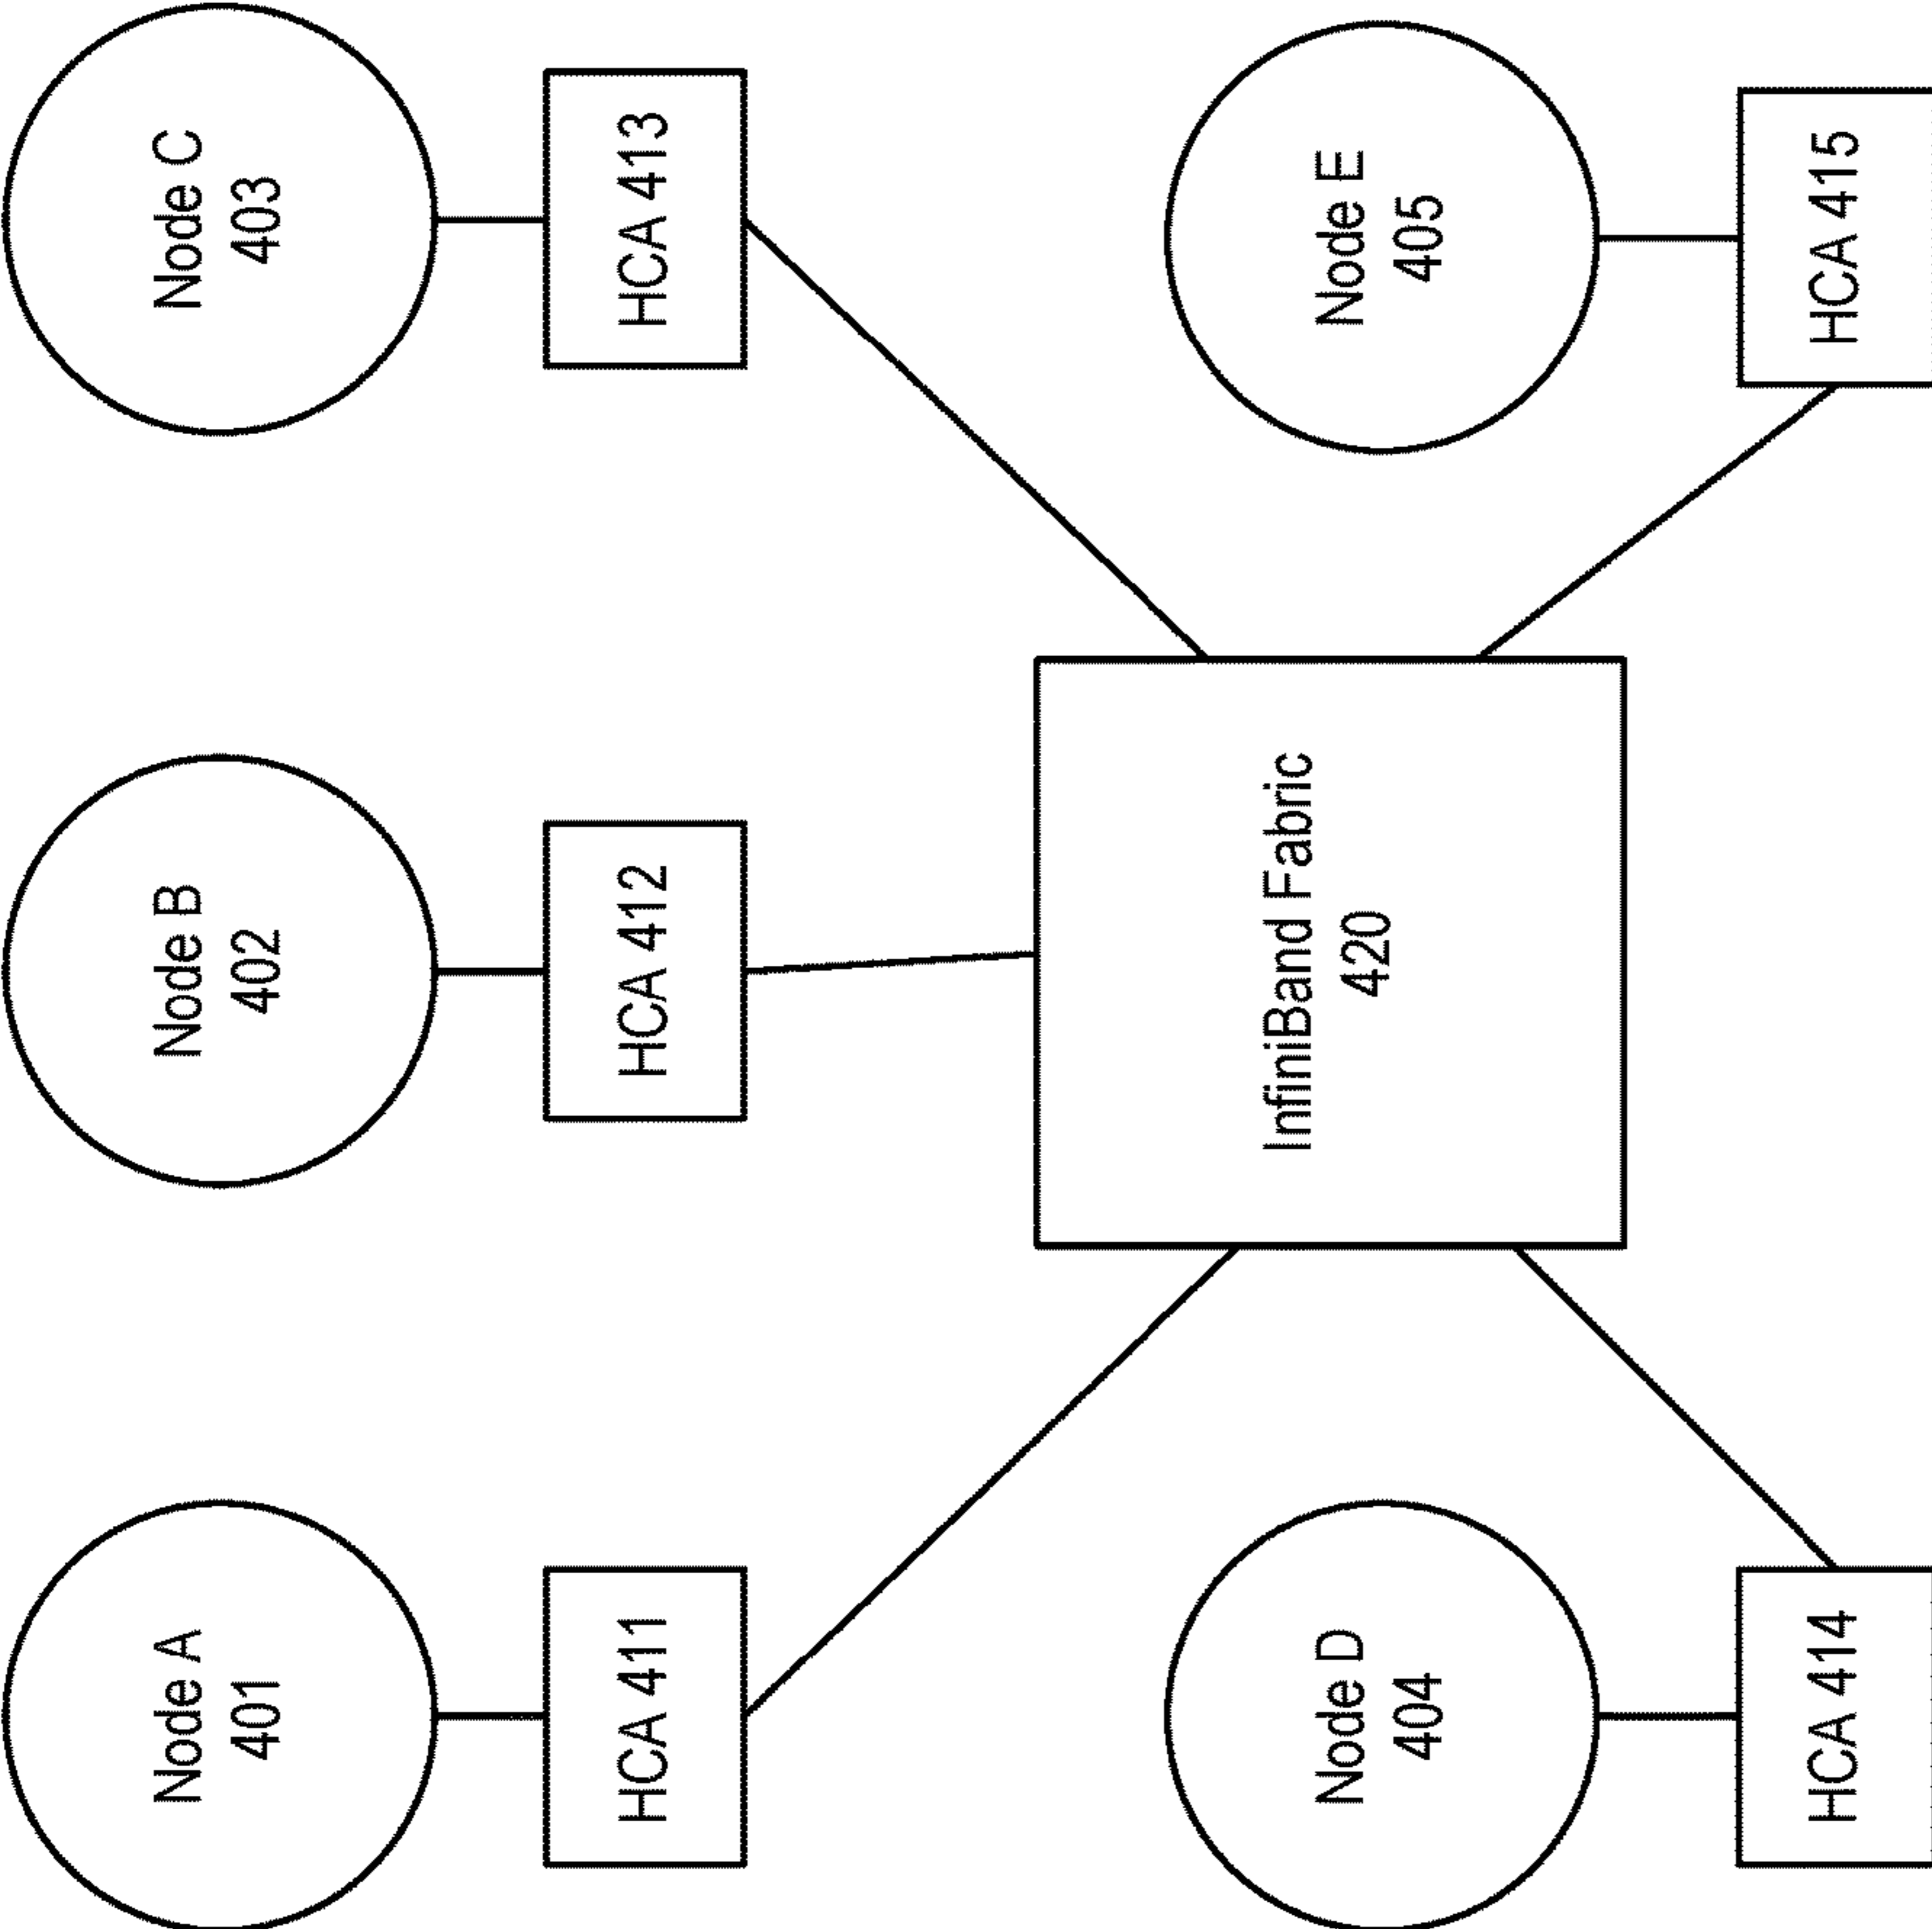 Node A
401
Node B
402
Node C
403
HCA 411
HCA 412
HCA 413
InfiniBand Fabric
420
Node D
404
Node E
405
HCA 414
HCA 415